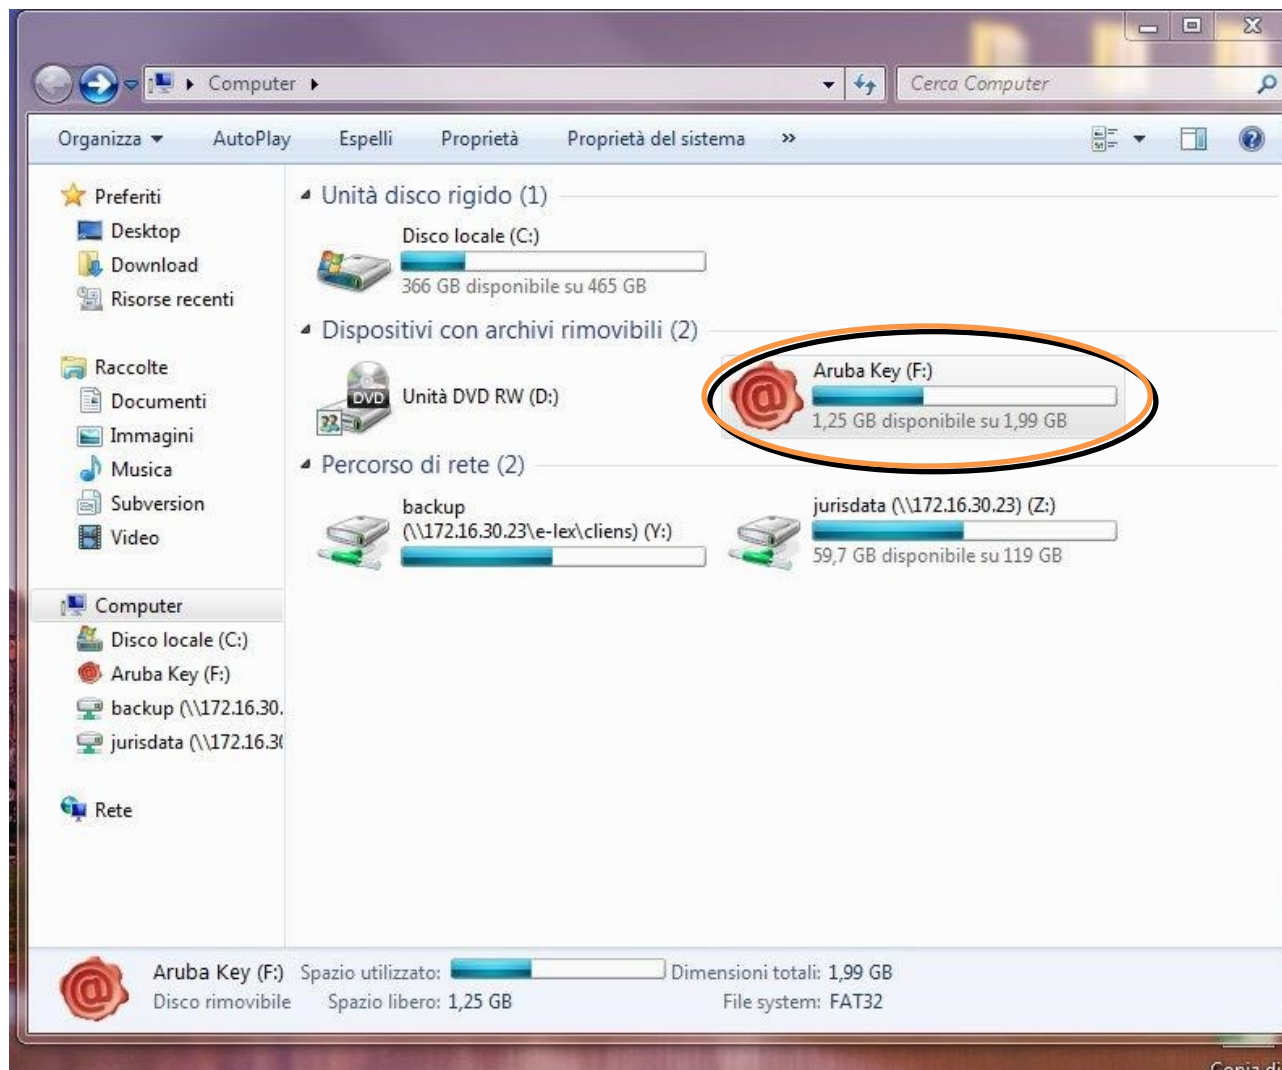 Computer
Cerca Computer
Organizza
AutoPlay
Espelli
Proprietà
Proprietà del sistema
»
Preferiti
Desktop
Download
Risorse recenti
Raccolte
Documenti
Immagini
Musica
Subversion
Video
Computer
Disco locale (C:)
Aruba Key (F:)
backup (\\172.16.30.
jurisdata (\\172.16.3
Rete
Unità disco rigido (1)
Disco locale (C:)
366 GB disponibile su 465 GB
Dispositivi con archivi rimovibili (2)
DVD
Unità DVD RW (D:)
Aruba Key (F:)
1,25 GB disponibile su 1,99 GB
Percorso di rete (2)
backup
(\\172.16.30.23\e-lex\cliens) (Y:)
jurisdata (\\172.16.30.23) (Z:)
59,7 GB disponibile su 119 GB
Aruba Key (F:)
Spazio utilizzato:
Dimensioni totali: 1,99 GB
Disco rimovibile
Spazio libero: 1,25 GB
File system: FAT32